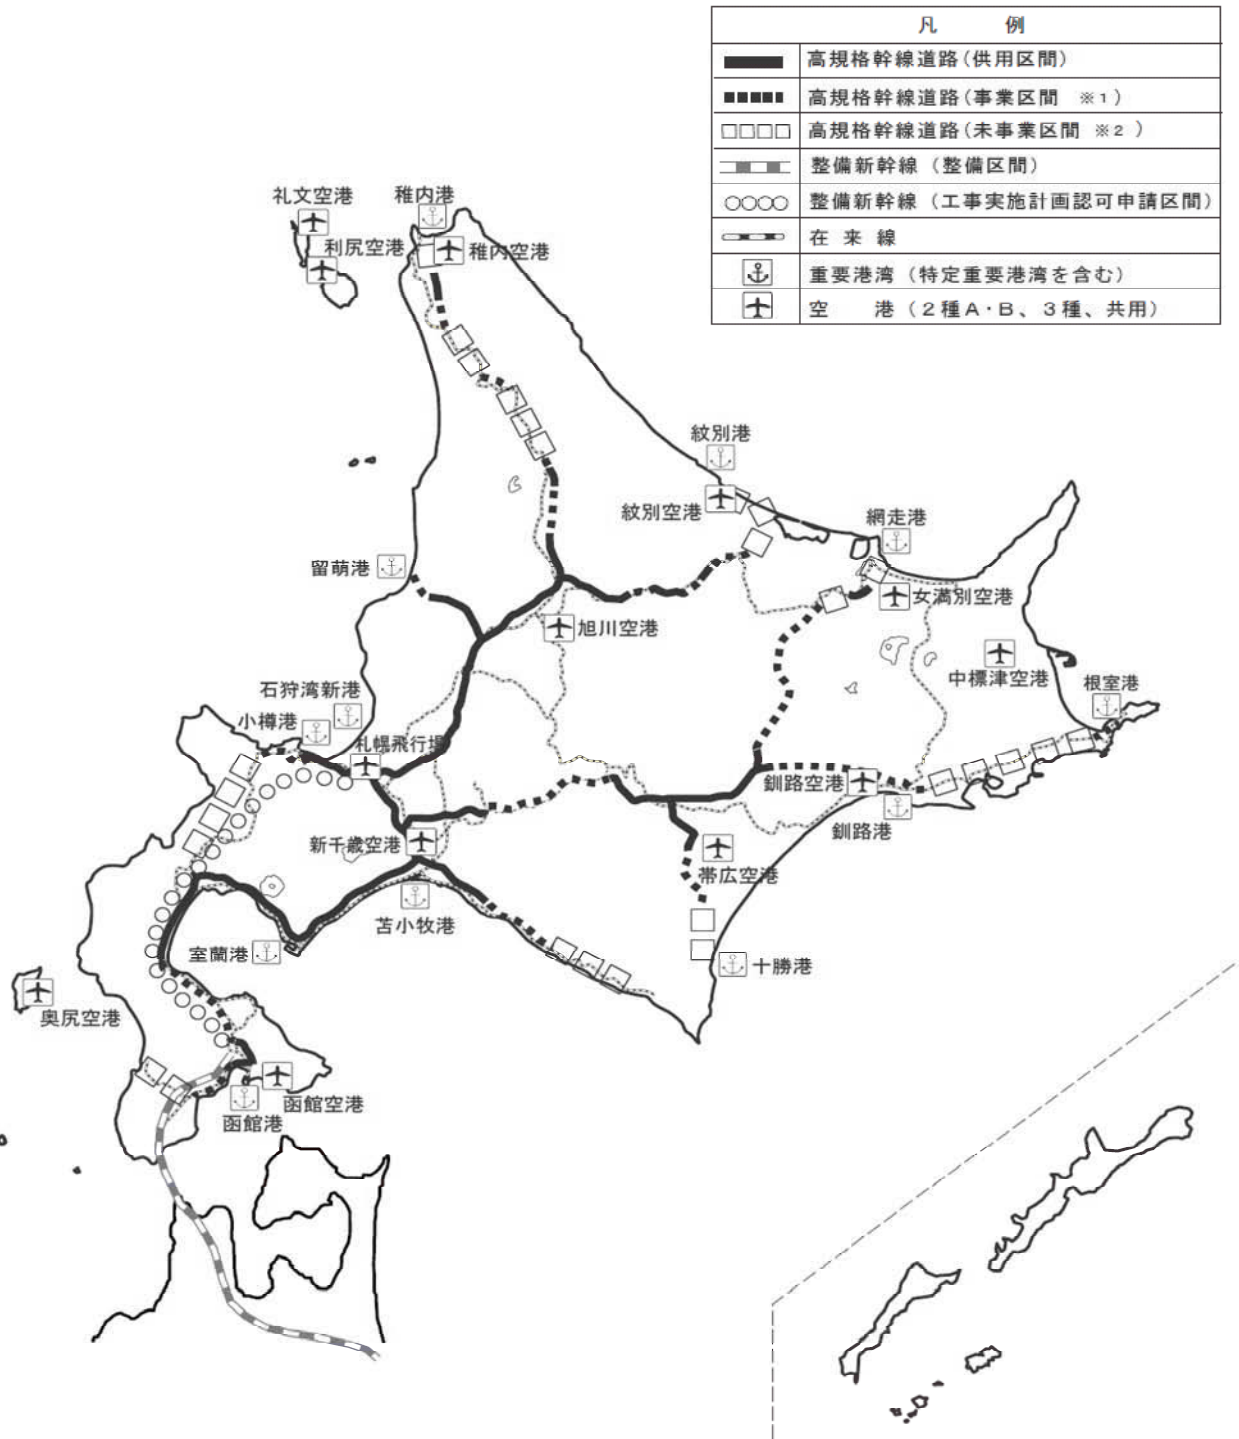 凡 例
高規格幹線道路(供用区間)
高規格幹線道路(事業区間 ※1)
高規格幹線道路(未事業区間 ※2 )
整備新幹線(整備区間)
整備新幹線(工事実施計画認可申請区間)
在来線
重要港湾(特定重要港湾を含む)
空 港(2種A・B、3種、共用)
礼文空港
稚内港
利尻空港
稚内空港
紋別港
紋別空港
網走港
留萌港
女満別空港
旭川空港
中標津空港
根室港
石狩湾新港
小樽港
札幌飛行場
釧路空港
釧路港
新千歳空港
帯広空港
苫小牧港
室蘭港
十勝港
奥尻空港
函館空港
函館港